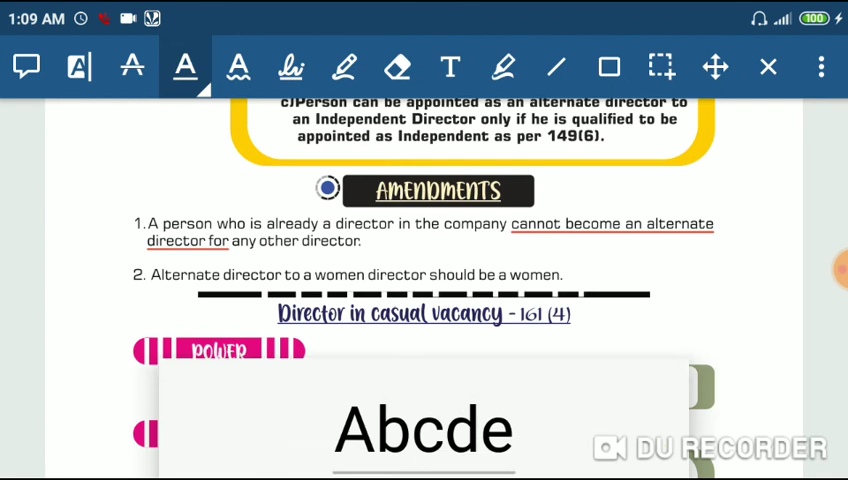 1:09 AM
100
A
A
A
A
T
c)Person can be appointed as an alternate director to
an Independent Director only if he is qualified to be
appointed as Independent as per 149(6).
AMENDMENTS
1.A person who is already a director in the company cannot become an alternate
director for any other director.
2. Alternate director to a women director should be a women.
Director in casual vacancy - 161 (4)
POWER
Abcde
DU RECORDER